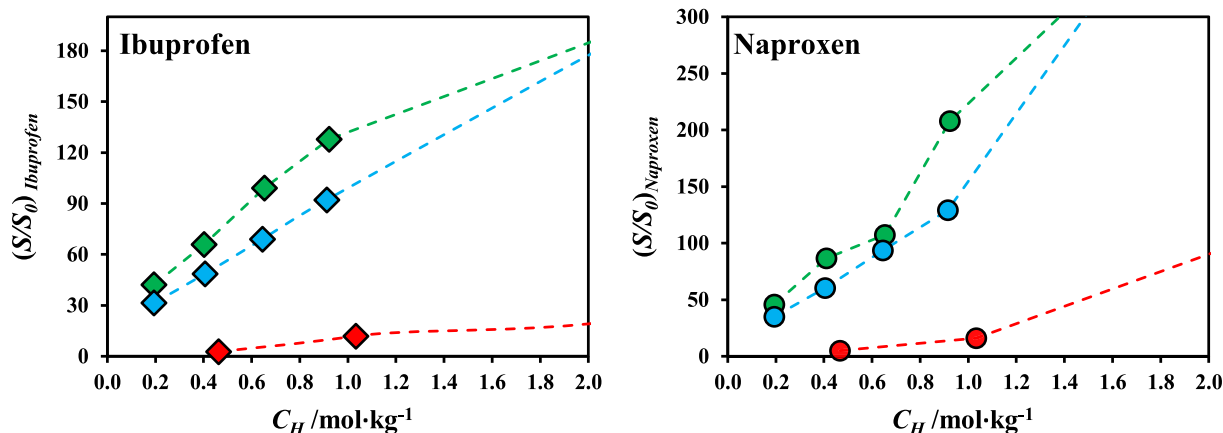 Ibuprofen
(S/S₀) Ibuprofen
180
150
120
90
60
30
0
0.0 0.2 0.4 0.6 0.8 1.0 1.2 1.4 1.6 1.8 2.0
C_H /mol·kg⁻¹
Naproxen
(S/S₀)Naproxen
300
250
200
150
100
50
0
0.0 0.2 0.4 0.6 0.8 1.0 1.2 1.4 1.6 1.8 2.0
C_H /mol·kg⁻¹